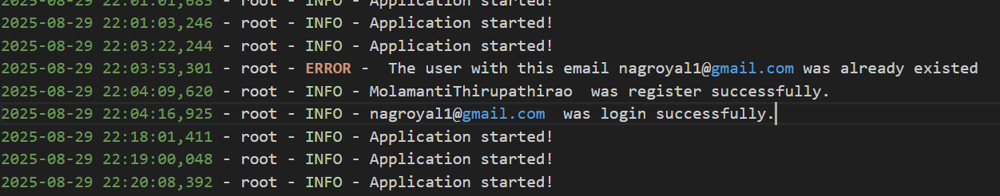 2025-08-29 22:01:01,683 - root - INFO - Application started!
2025-08-29 22:01:03,246 - root - INFO - Application started!
2025-08-29 22:03:22,244 - root - INFO - Application started!
2025-08-29 22:03:53,301 - root - ERROR -  The user with this email nagroyal1@gmail.com was already existed
2025-08-29 22:04:09,620 - root - INFO - MolamantiThirupathirao  was register successfully.
2025-08-29 22:04:16,925 - root - INFO - nagroyal1@gmail.com  was login successfully.
2025-08-29 22:18:01,411 - root - INFO - Application started!
2025-08-29 22:19:00,048 - root - INFO - Application started!
2025-08-29 22:20:08,392 - root - INFO - Application started!